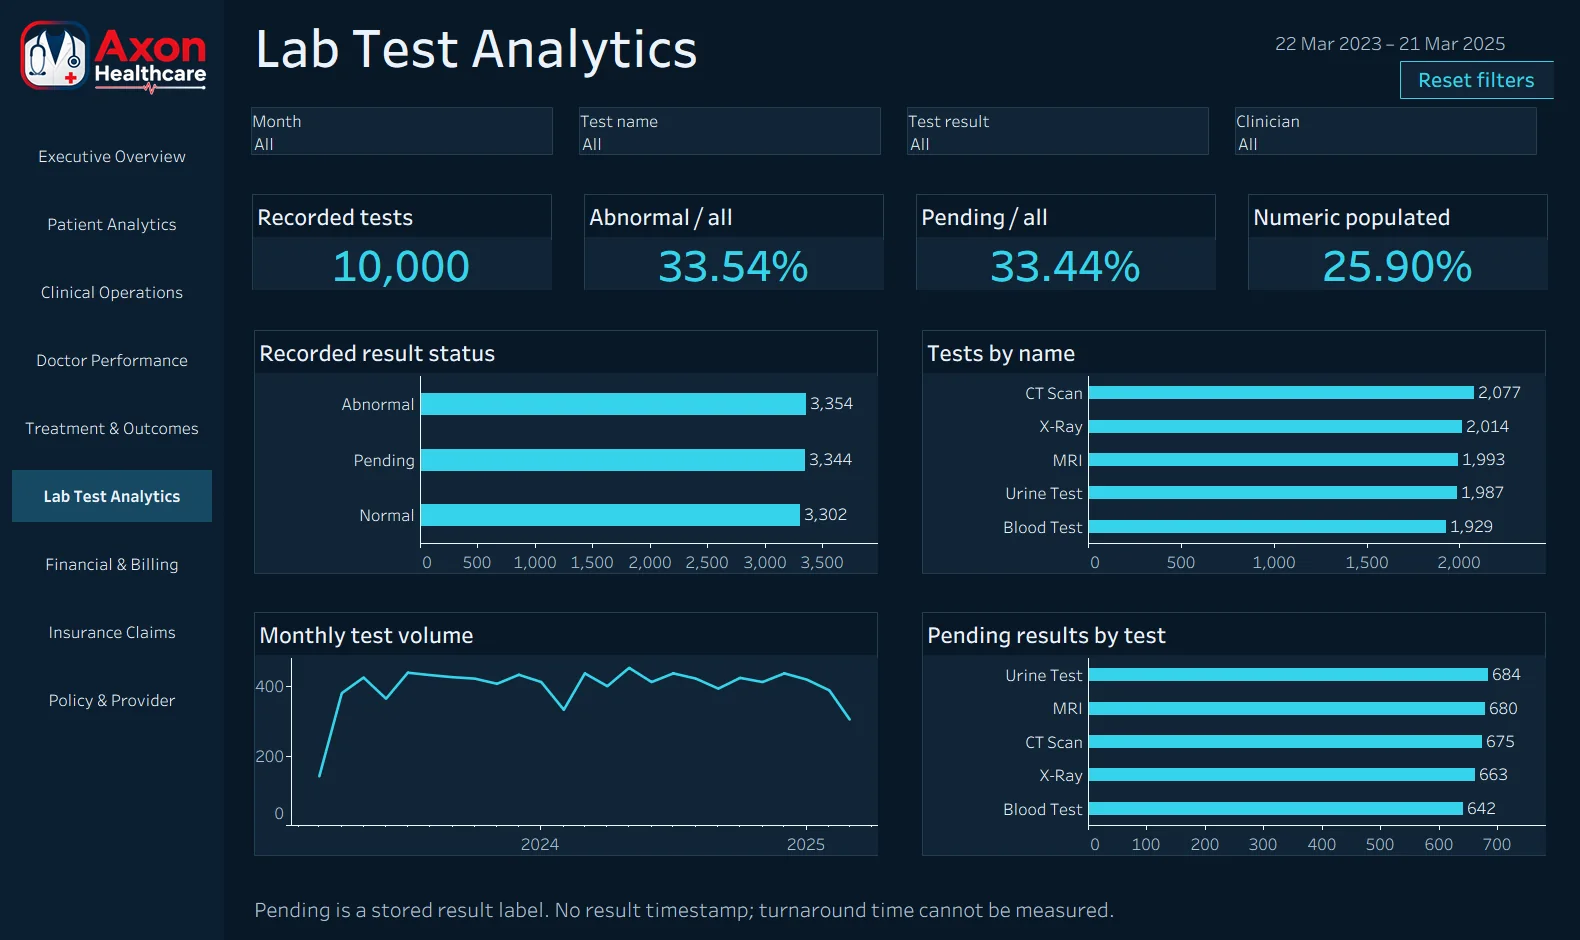 Axon
Healthcare
Executive Overview
Patient Analytics
Clinical Operations
Doctor Performance
Treatment & Outcomes
Lab Test Analytics
Financial & Billing
Insurance Claims
Policy & Provider
Lab Test Analytics
22 Mar 2023 – 21 Mar 2025
Reset filters
Month
All
Test name
All
Test result
All
Clinician
All
Recorded tests
10,000
Abnormal / all
33.54%
Pending / all
33.44%
Numeric populated
25.90%
Recorded result status
Abnormal 3,354
Pending 3,344
Normal 3,302
0 500 1,000 1,500 2,000 2,500 3,000 3,500
Tests by name
CT Scan 2,077
X-Ray 2,014
MRI 1,993
Urine Test 1,987
Blood Test 1,929
0 500 1,000 1,500 2,000
Monthly test volume
400
200
0
2024 2025
Pending results by test
Urine Test 684
MRI 680
CT Scan 675
X-Ray 663
Blood Test 642
0 100 200 300 400 500 600 700
Pending is a stored result label. No result timestamp; turnaround time cannot be measured.